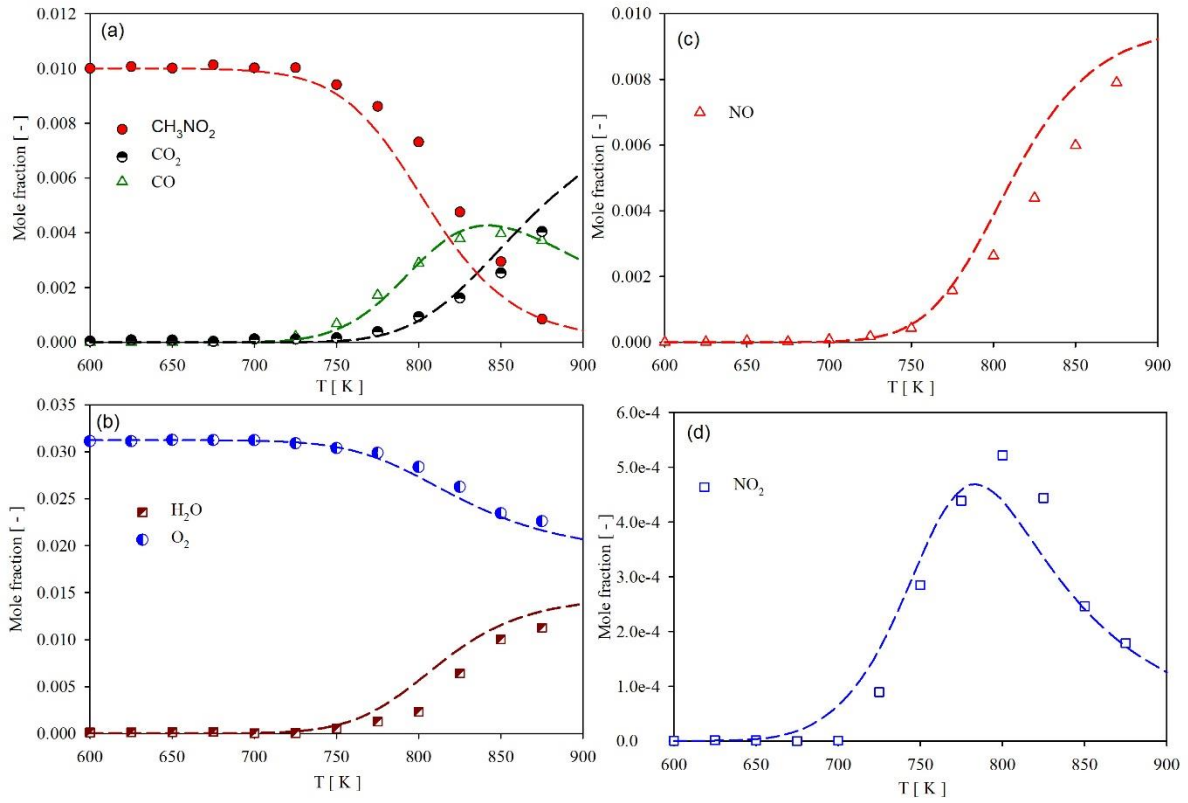 (a)
0.012
0.010
0.008
0.006
0.004
0.002
0.000
Mole fraction [ - ]
CH₃NO₂
CO₂
CO
600 650 700 750 800 850 900
T [ K ]
(c)
0.010
0.008
0.006
0.004
0.002
0.000
Mole fraction [ - ]
NO
600 650 700 750 800 850 900
T [ K ]
(b)
0.035
0.030
0.025
0.020
0.015
0.010
0.005
0.000
Mole fraction [ - ]
H₂O
O₂
600 650 700 750 800 850 900
T [ K ]
(d)
6.0e-4
5.0e-4
4.0e-4
3.0e-4
2.0e-4
1.0e-4
0.0
Mole fraction [ - ]
NO₂
600 650 700 750 800 850 900
T [ K ]